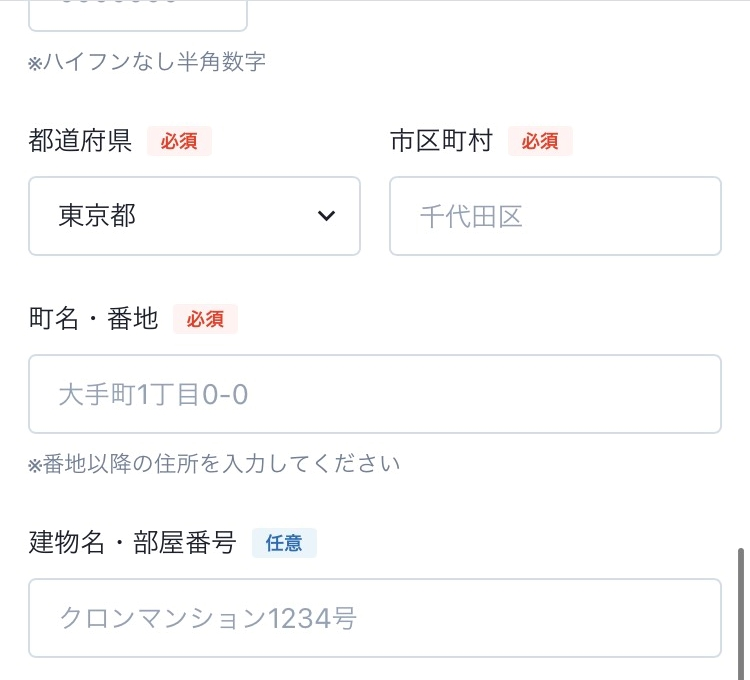 ※ハイフンなし半角数字
都道府県 必須
市区町村 必須
東京都
千代田区
町名・番地 必須
大手町1丁目0-0
※番地以降の住所を入力してください
建物名・部屋番号 任意
クロンマンション1234号